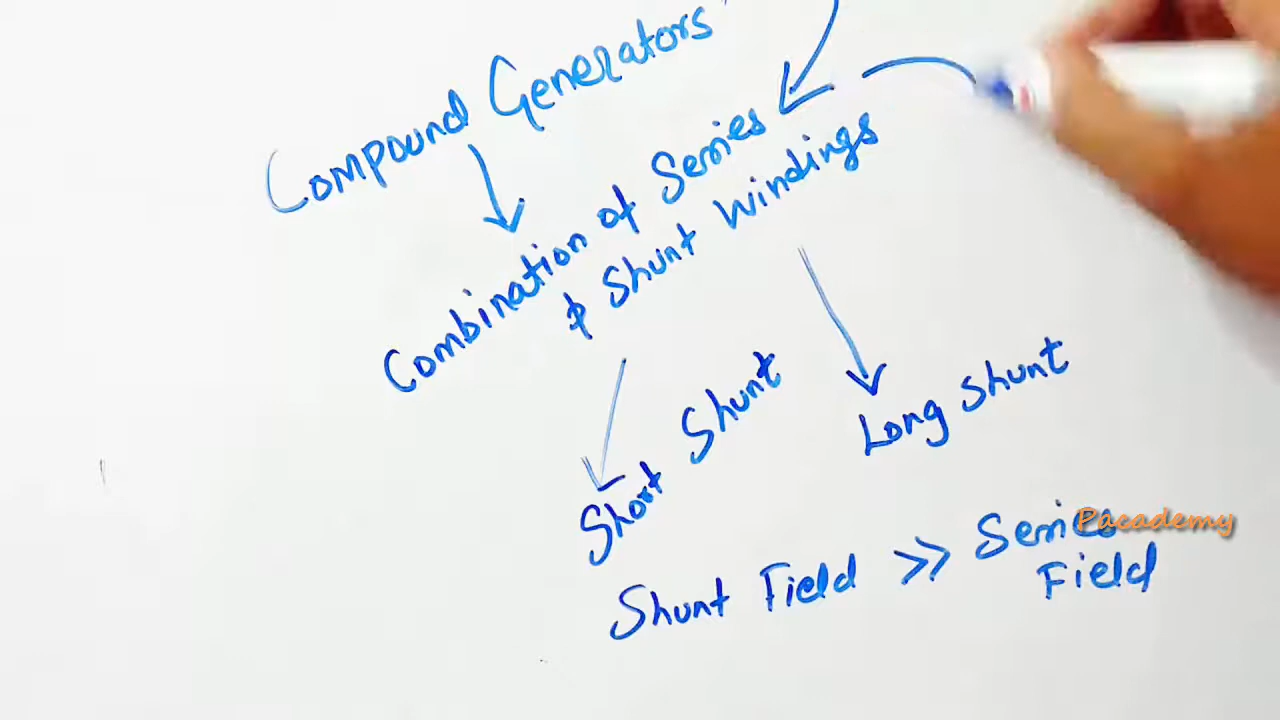 Compound Generators
Combination of Series
& Shunt Windings
Short Shunt
Long Shunt
Shunt Field >> Series
Field
Pacademy